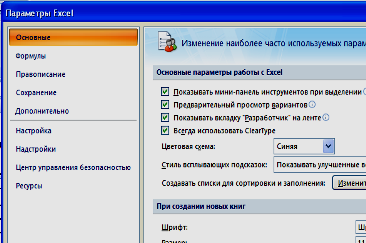 Параметры Excel
Основные
Формулы
Правописание
Сохранение
Дополнительно
Настройка
Надстройки
Центр управления безопасностью
Ресурсы
Изменение наиболее часто используемых
Основные параметры работы с Excel
Показывать мини-панель инструментов при выделении
Предварительный просмотр вариантов
Показывать вкладку "Разработчик" на ленте
Всегда использовать ClearType
Цветовая схема: Синяя
Стиль всплывающих подсказок: Показывать улучшенные
Создавать списки для сортировки и заполнения: Изменит
При создании новых книг
Шрифт: